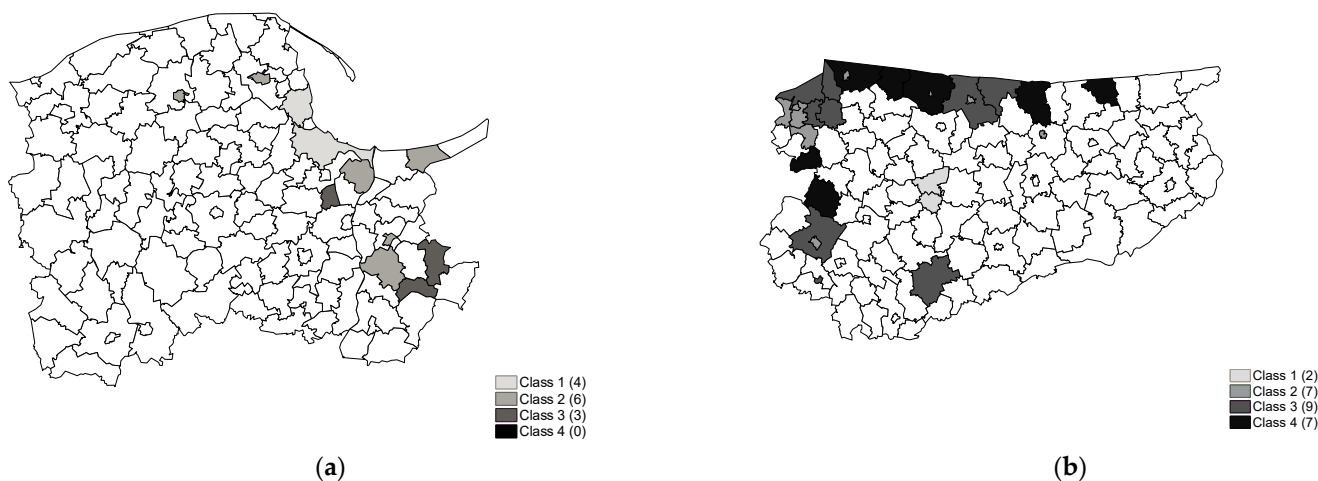 Class 1 (4)
Class 2 (6)
Class 3 (3)
Class 4 (0)
(a)
Class 1 (2)
Class 2 (7)
Class 3 (9)
Class 4 (7)
(b)